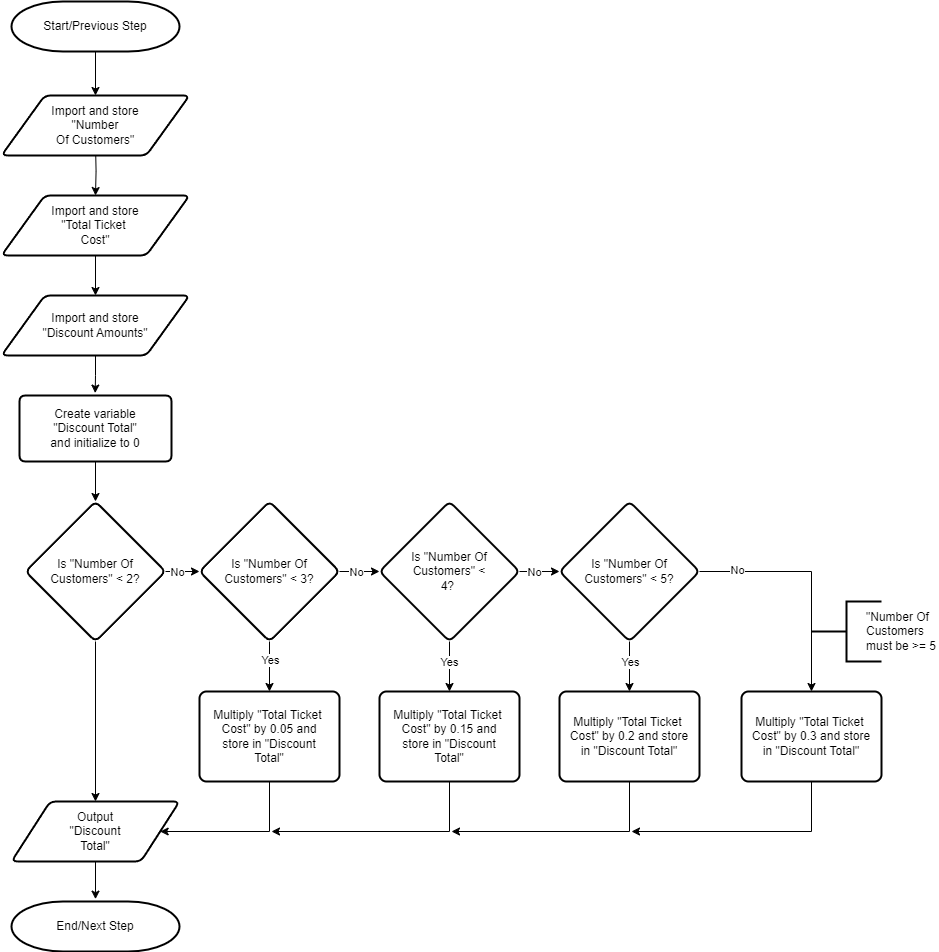 Start/Previous Step
Import and store
"Number
Of Customers"
Import and store
"Total Ticket
Cost"
Import and store
"Discount Amounts"
Create variable
"Discount Total"
and initialize to 0
Is "Number Of
Customers" < 2?
No
Is "Number Of
Customers" < 3?
No
Is "Number Of
Customers" <
4?
No
Is "Number Of
Customers" < 5?
No
"Number Of
Customers
must be >= 5
Yes
Yes
Yes
Multiply "Total Ticket
Cost" by 0.05 and
store in "Discount
Total"
Multiply "Total Ticket
Cost" by 0.15 and
store in "Discount
Total"
Multiply "Total Ticket
Cost" by 0.2 and store
in "Discount Total"
Multiply "Total Ticket
Cost" by 0.3 and store
in "Discount Total"
Output
"Discount
Total"
End/Next Step